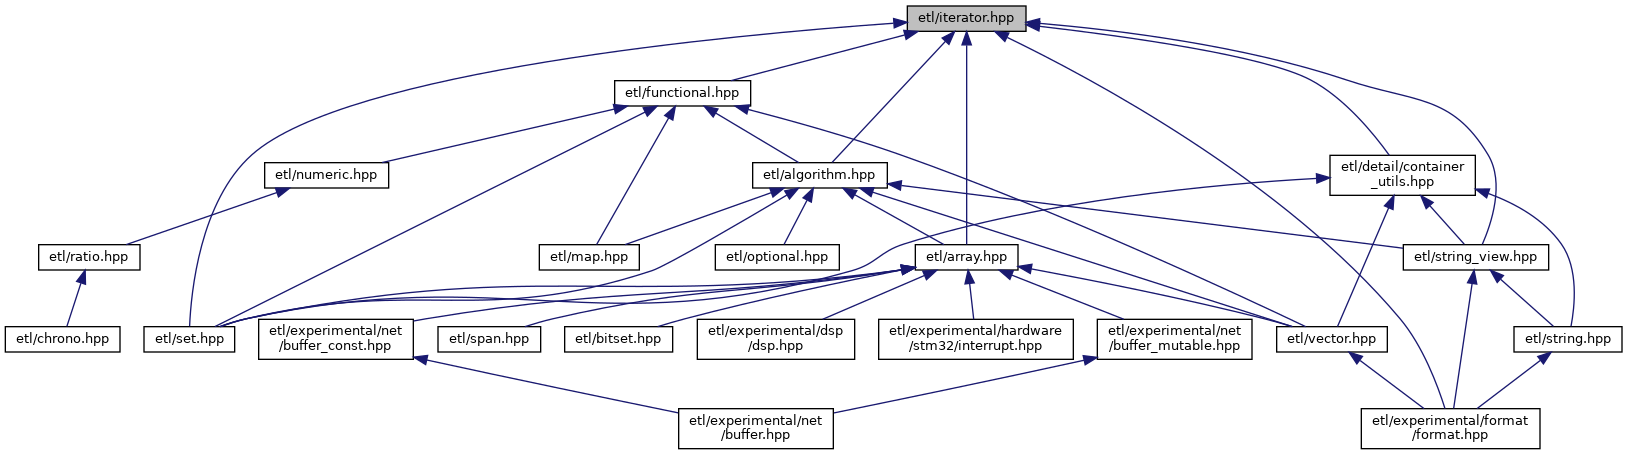 etl/iterator.hpp
etl/functional.hpp
etl/numeric.hpp
etl/algorithm.hpp
etl/detail/container
_utils.hpp
etl/ratio.hpp
etl/map.hpp
etl/optional.hpp
etl/array.hpp
etl/string_view.hpp
etl/chrono.hpp
etl/set.hpp
etl/experimental/net
/buffer_const.hpp
etl/span.hpp
etl/bitset.hpp
etl/experimental/dsp
/dsp.hpp
etl/experimental/hardware
/stm32/interrupt.hpp
etl/experimental/net
/buffer_mutable.hpp
etl/vector.hpp
etl/string.hpp
etl/experimental/net
/buffer.hpp
etl/experimental/format
/format.hpp